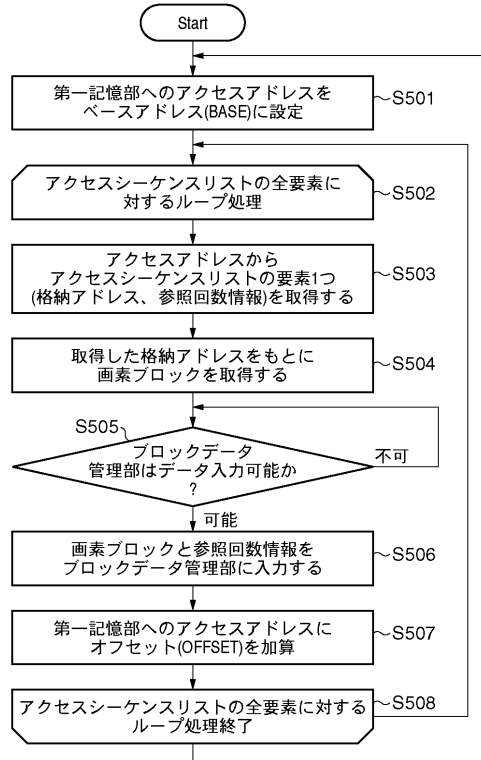 Start
第一記憶部へのアクセスアドレスを
ベースアドレス(BASE)に設定
S501
アクセスシーケンスリストの全要素に
対するループ処理
S502
アクセスアドレスから
アクセスシーケンスリストの要素1つ
(格納アドレス、参照回数情報)を取得する
S503
取得した格納アドレスをもとに
画素ブロックを取得する
S504
S505
ブロックデータ
管理部はデータ入力可能か
?
不可
可能
画素ブロックと参照回数情報を
ブロックデータ管理部に入力する
S506
第一記憶部へのアクセスアドレスに
オフセット(OFFSET)を加算
S507
アクセスシーケンスリストの全要素に対する
ループ処理終了
S508